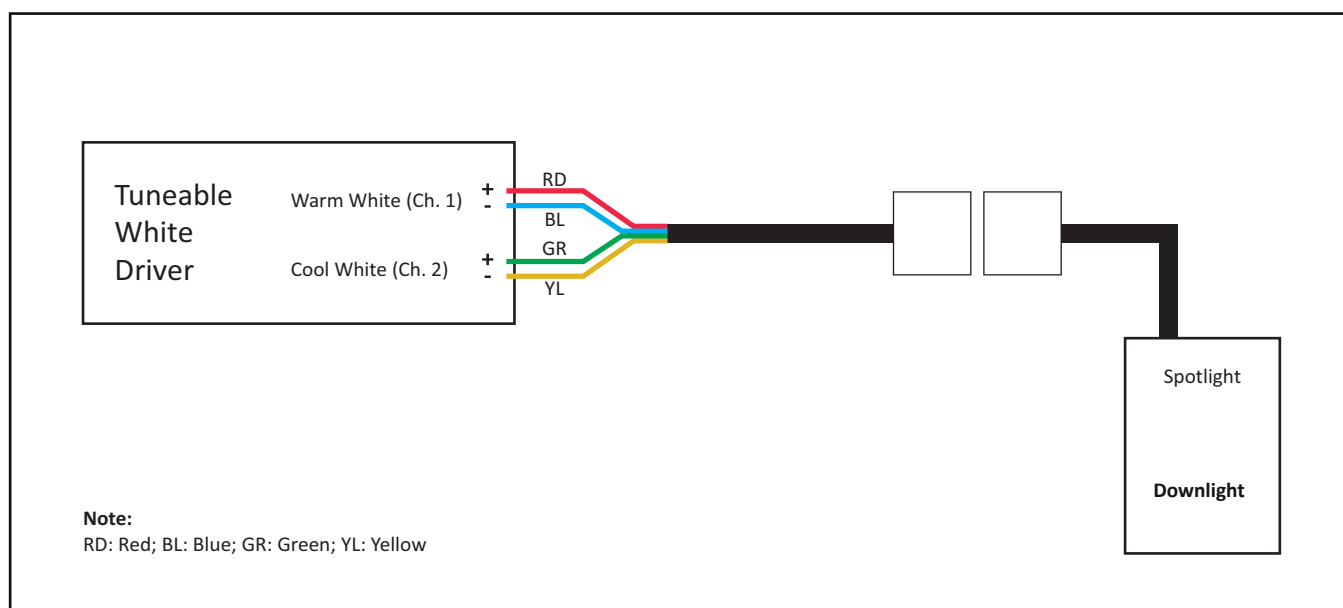 Tuneable
White
Driver
Warm White (Ch. 1)
+
-
Cool White (Ch. 2)
+
-
RD
BL
GR
YL
Spotlight
Downlight
Note:
RD: Red; BL: Blue; GR: Green; YL: Yellow